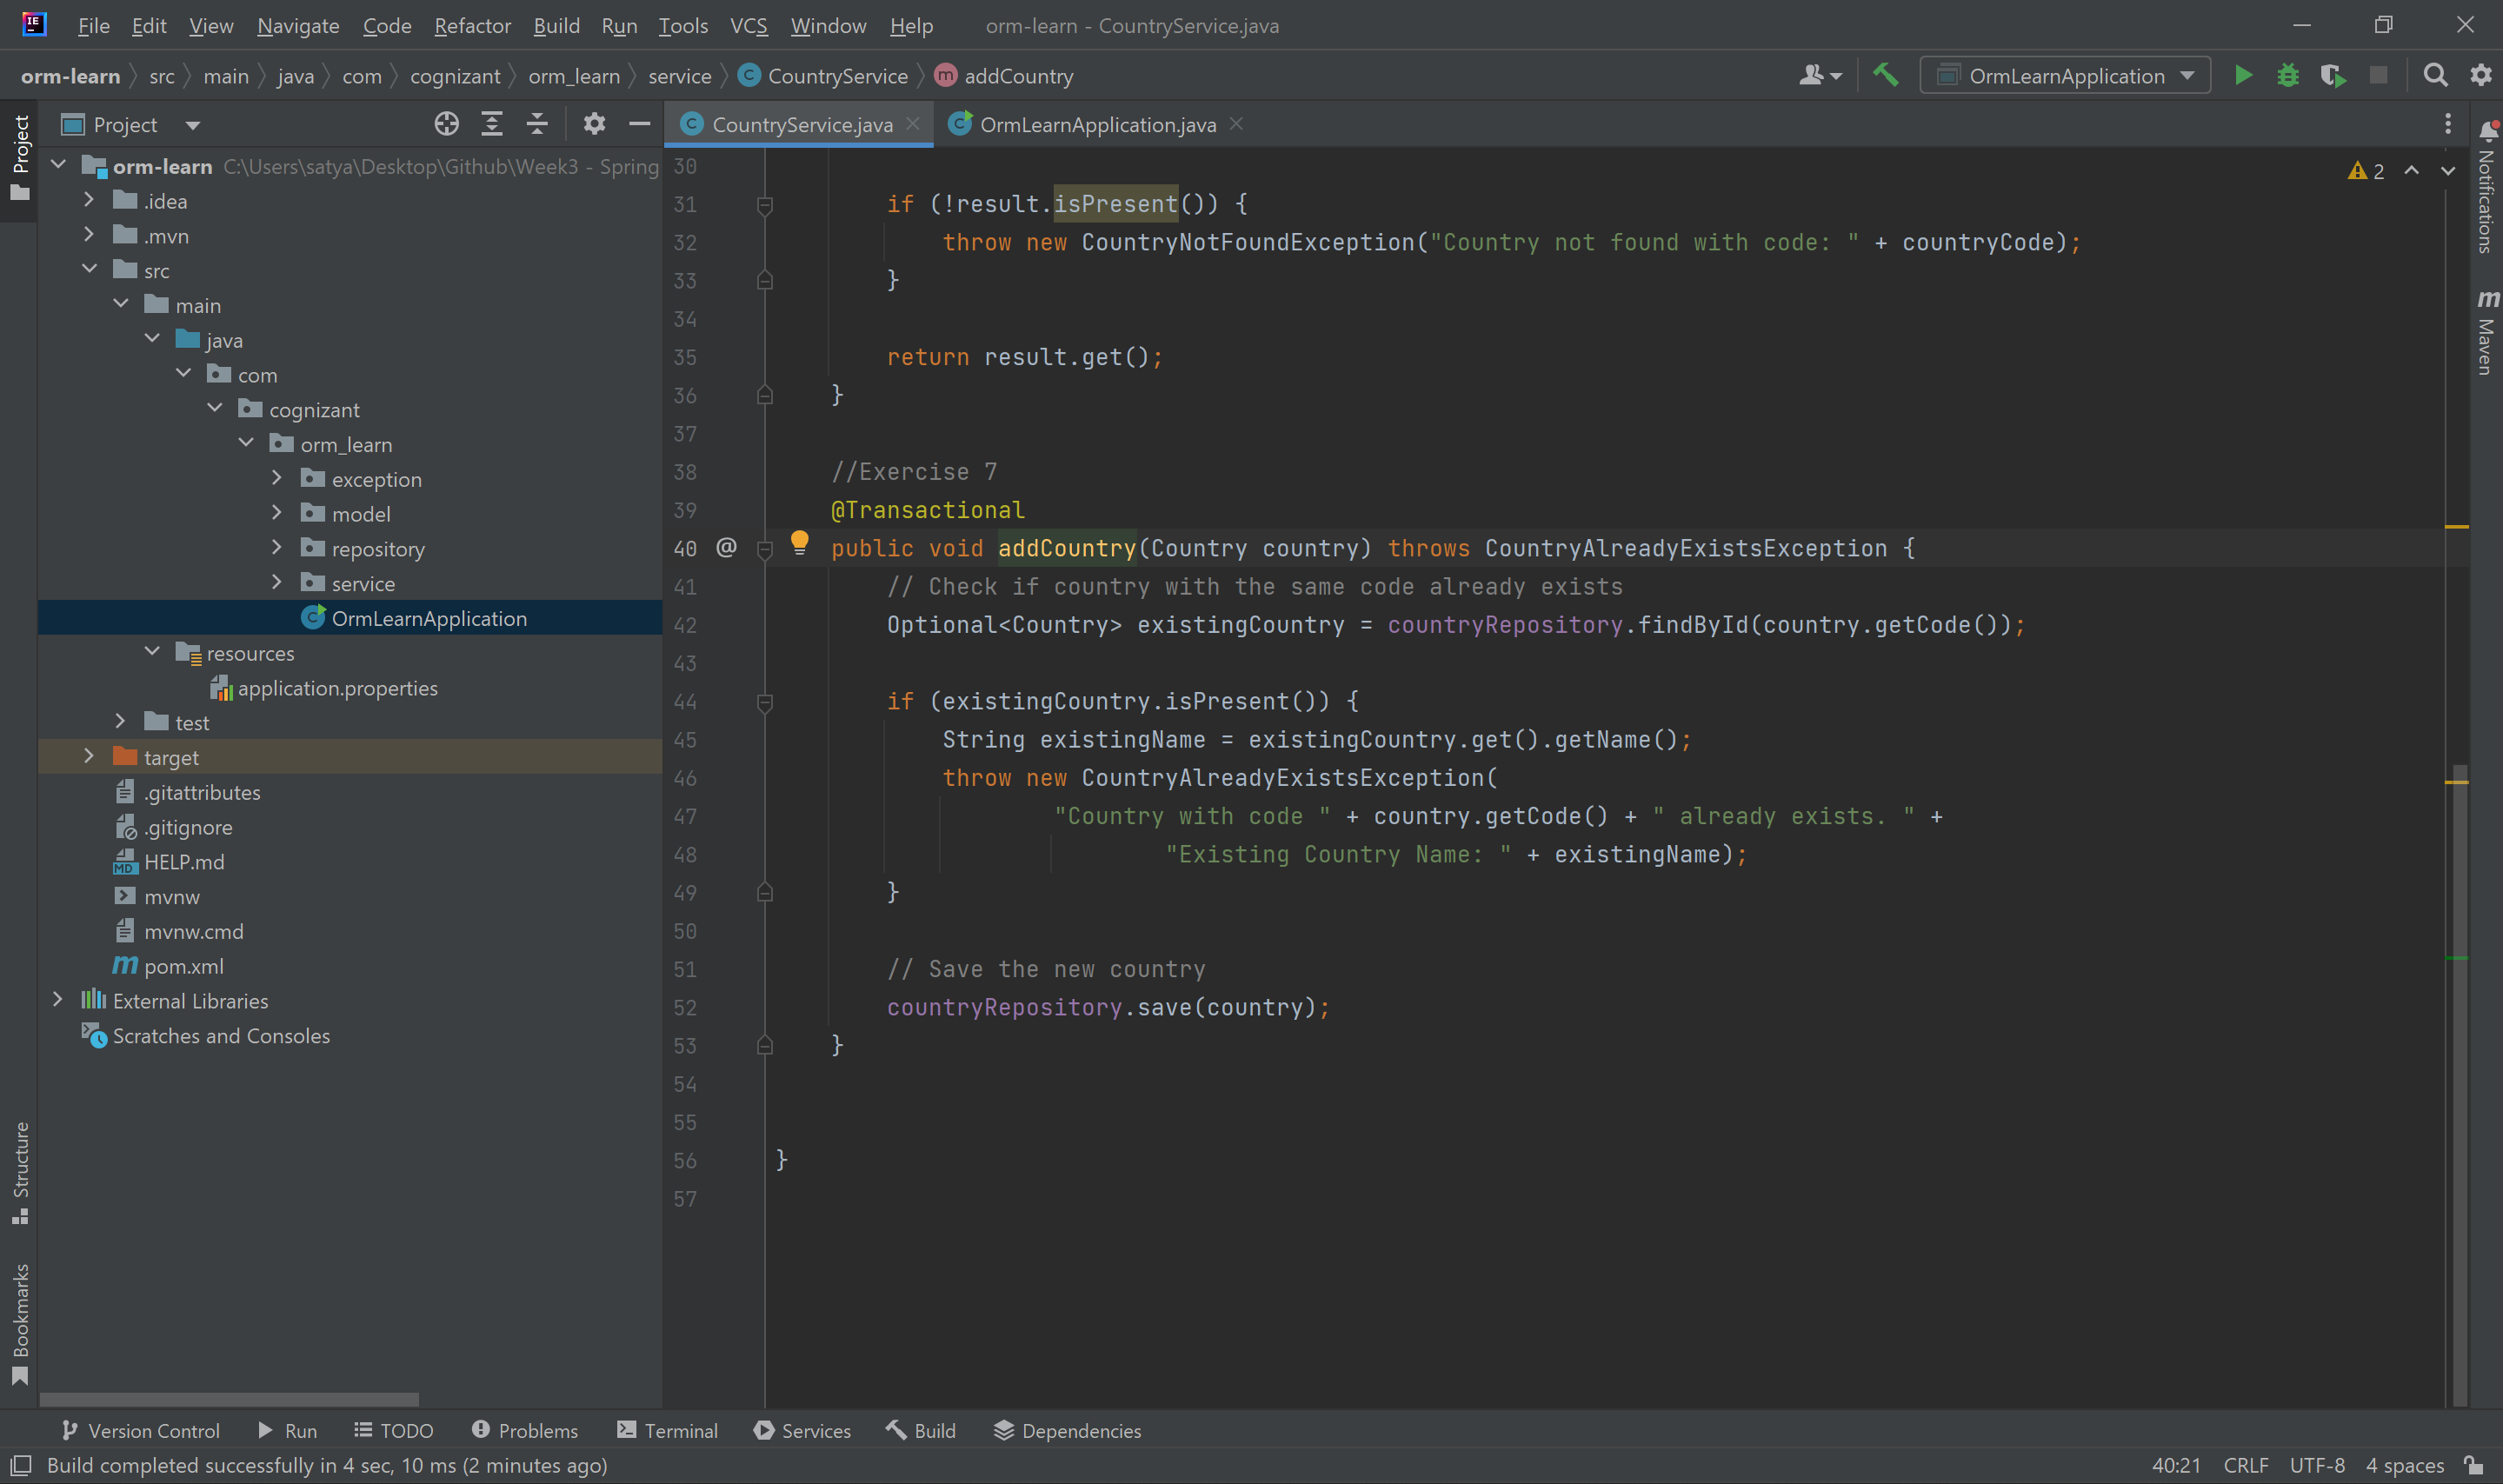 File Edit View Navigate Code Refactor Build Run Tools VCS Window Help orm-learn - CountryService.java
orm-learn src main java com cognizant orm_learn service CountryService addCountry OrmLearnApplication
Project
Project
CountryService.java
OrmLearnApplication.java
orm-learn C:\Users\satya\Desktop\Github\Week3 - Spring
.idea
.mvn
src
main
java
com
cognizant
orm_learn
exception
model
repository
service
OrmLearnApplication
resources
application.properties
test
target
.gitattributes
.gitignore
HELP.md
mvnw
mvnw.cmd
pom.xml
External Libraries
Scratches and Consoles
Structure
Bookmarks
2
30
31 if (!result.isPresent()) {
32 throw new CountryNotFoundException("Country not found with code: " + countryCode);
33 }
34
35 return result.get();
36 }
37
38 //Exercise 7
39 @Transactional
40 @ public void addCountry(Country country) throws CountryAlreadyExistsException {
41 // Check if country with the same code already exists
42 Optional<Country> existingCountry = countryRepository.findById(country.getCode());
43
44 if (existingCountry.isPresent()) {
45 String existingName = existingCountry.get().getName();
46 throw new CountryAlreadyExistsException(
47 "Country with code " + country.getCode() + " already exists. " +
48 "Existing Country Name: " + existingName);
49 }
50
51 // Save the new country
52 countryRepository.save(country);
53 }
54
55
56 }
57
Notifications
Maven
Version Control Run TODO Problems Terminal Services Build Dependencies
Build completed successfully in 4 sec, 10 ms (2 minutes ago) 40:21 CRLF UTF-8 4 spaces